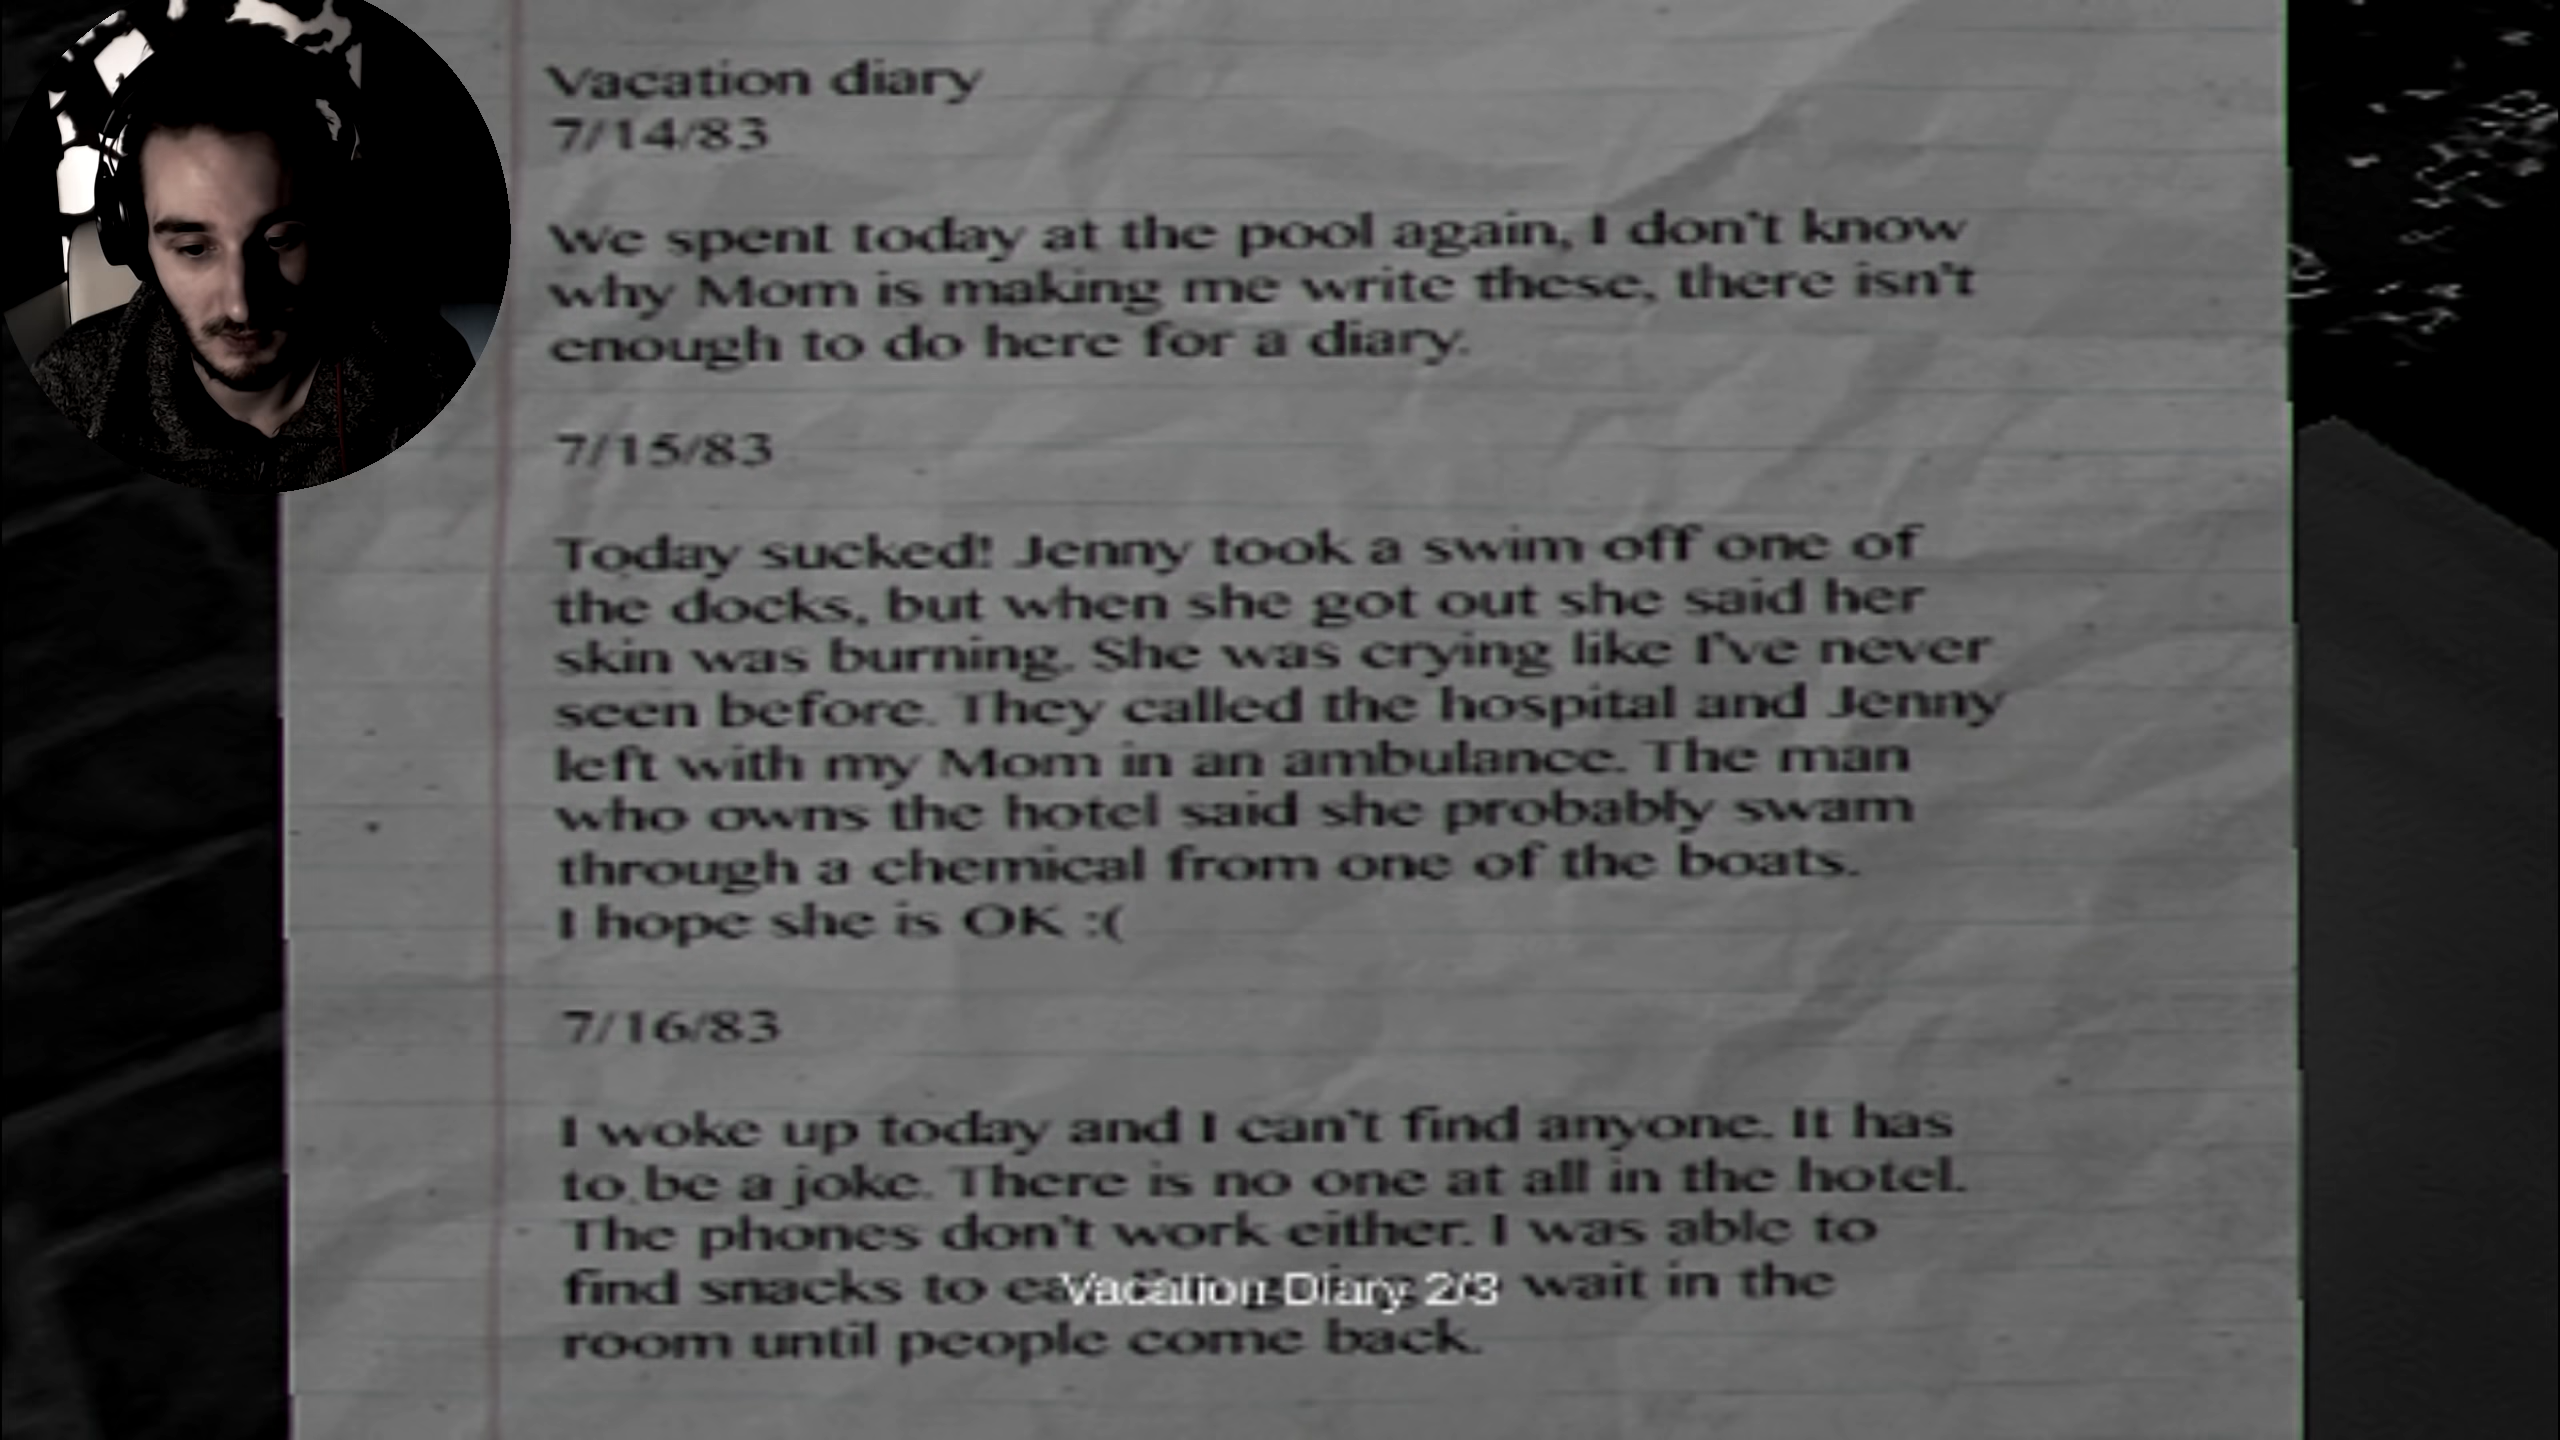 Vacation diary
7/14/83
We spent today at the pool again, I don't know
why Mom is making me write these, there isn't
enough to do here for a diary.
7/15/83
Today sucked! Jenny took a swim off one of
the docks, but when she got out she said her
skin was burning. She was crying like I've never
seen before. They called the hospital and Jenny
left with my Mom in an ambulance. The man
who owns the hotel said she probably swam
through a chemical from one of the boats.
I hope she is OK :(
7/16/83
I woke up today and I can't find anyone. It has
to be a joke. There is no one at all in the hotel.
The phones don't work either. I was able to
find snacks to wait in the
room until people come back.
Vacation Diary 2/3